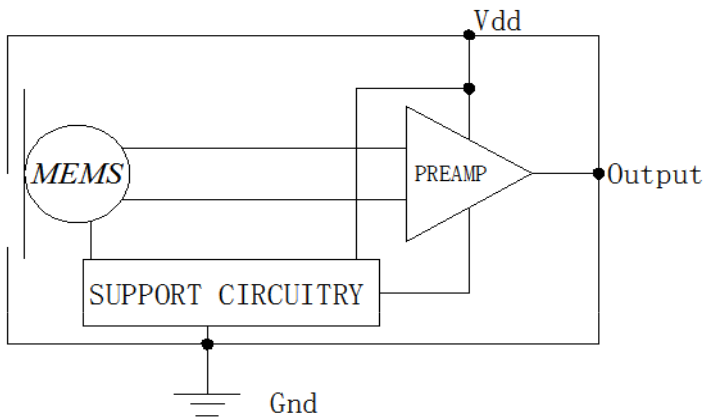 Vdd
MEMS
PREAMP
Output
SUPPORT CIRCUITRY
Gnd